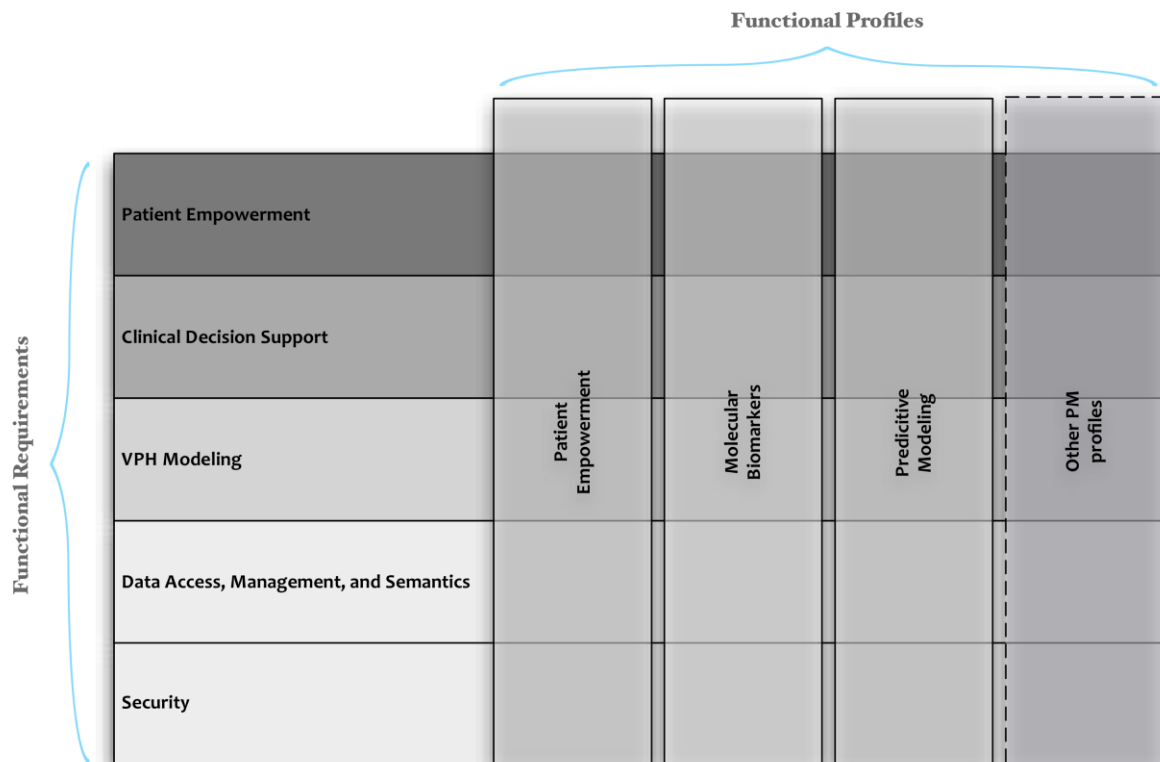 Functional Profiles
Functional Requirements
Patient Empowerment
Clinical Decision Support
VPH Modeling
Data Access, Management, and Semantics
Security
Patient
Empowerment
Molecular
Biomarkers
Predicitive
Modeling
Other PM
profiles